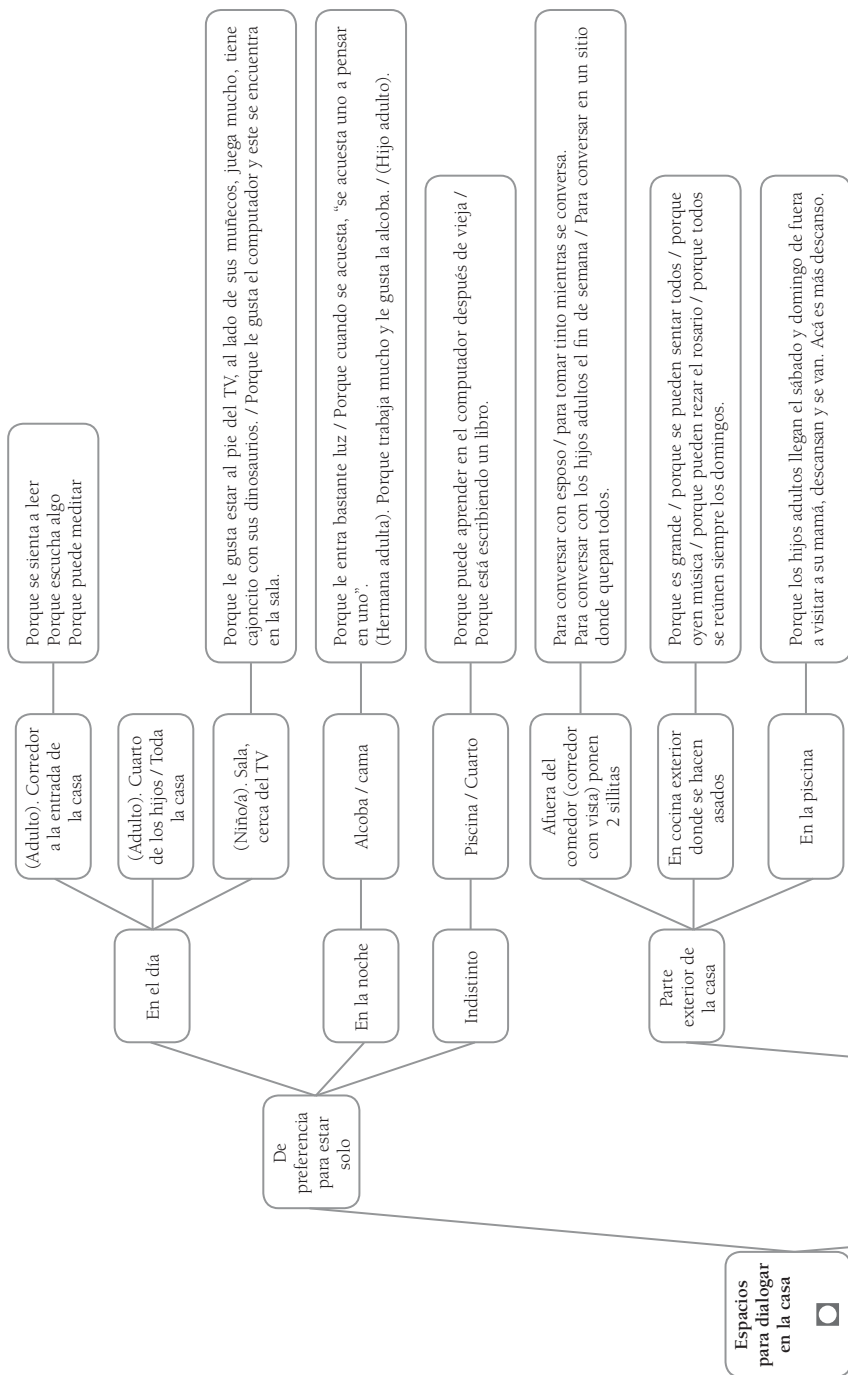 Espacios
para dialogar
en la casa
De
preferencia
para estar
solo
En el día
(Adulto). Corredor
a la entrada de
la casa
Porque se sienta a leer
Porque escucha algo
Porque puede meditar
(Adulto). Cuarto
de los hijos / Toda
la casa
(Niño/a). Sala,
cerca del TV
Porque le gusta estar al pie del TV, al lado de sus muñecos, juega mucho, tiene
cajoncito con sus dinosaurios. / Porque le gusta el computador y este se encuentra
en la sala.
En la noche
Alcoba / cama
Porque le entra bastante luz / Porque cuando se acuesta, “se acuesta uno a pensar
en uno”.
(Hermana adulta). Porque trabaja mucho y le gusta la alcoba. / (Hijo adulto).
Indistinto
Piscina / Cuarto
Porque puede aprender en el computador después de vieja /
Porque está escribiendo un libro.
Parte
exterior de
la casa
Afuera del
comedor (corredor
con vista) ponen
2 sillitas
Para conversar con esposo / para tomar tinto mientras se conversa.
Para conversar con los hijos adultos el fin de semana / Para conversar en un sitio
donde quepan todos.
En cocina exterior
donde se hacen
asados
Porque es grande / porque se pueden sentar todos / porque
oyen música / porque pueden rezar el rosario / porque todos
se reúnen siempre los domingos.
En la piscina
Porque los hijos adultos llegan el sábado y domingo de fuera
a visitar a su mamá, descansan y se van. Acá es más descanso.